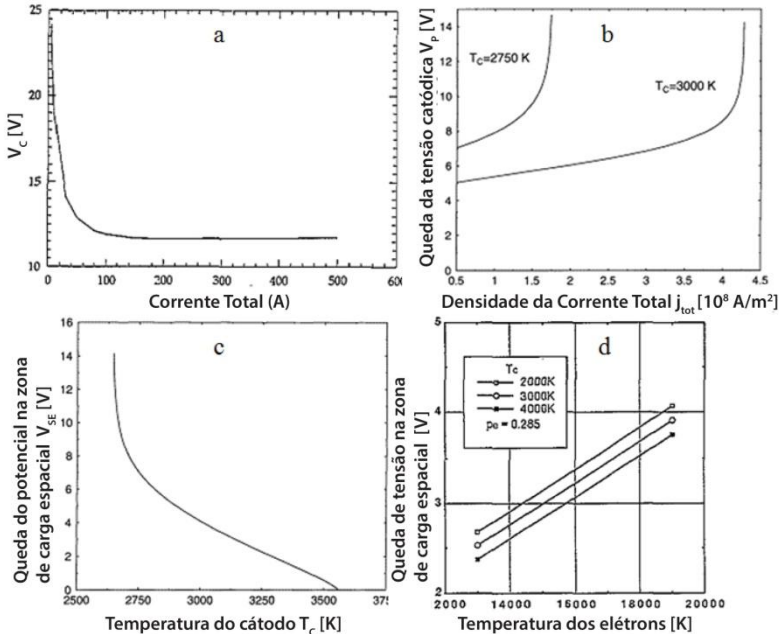 a
25
20
15
10
V_C [V]
0
100
200
300
400
500
60
Corrente Total (A)
b
14
12
10
8
6
4
2
0
Queda da tensão catódica V_P [V]
T_C=2750 K
T_C=3000 K
0.5
1
1.5
2
2.5
3
3.5
4
4.5
Densidade da Corrente Total j_tot [10⁸ A/m²]
c
16
14
12
10
8
6
4
2
0
Queda do potencial na zona
de carga espacial V_SE [V]
2500
2750
3000
3250
3500
375
Temperatura do cátodo T_C [K]
d
5
4
3
2
Queda de tensão na zona
de carga espacial [V]
T_C
2000K
3000K
4000K
pe = 0.285
2000
14000
16000
18000
20000
Temperatura dos elétrons [K]